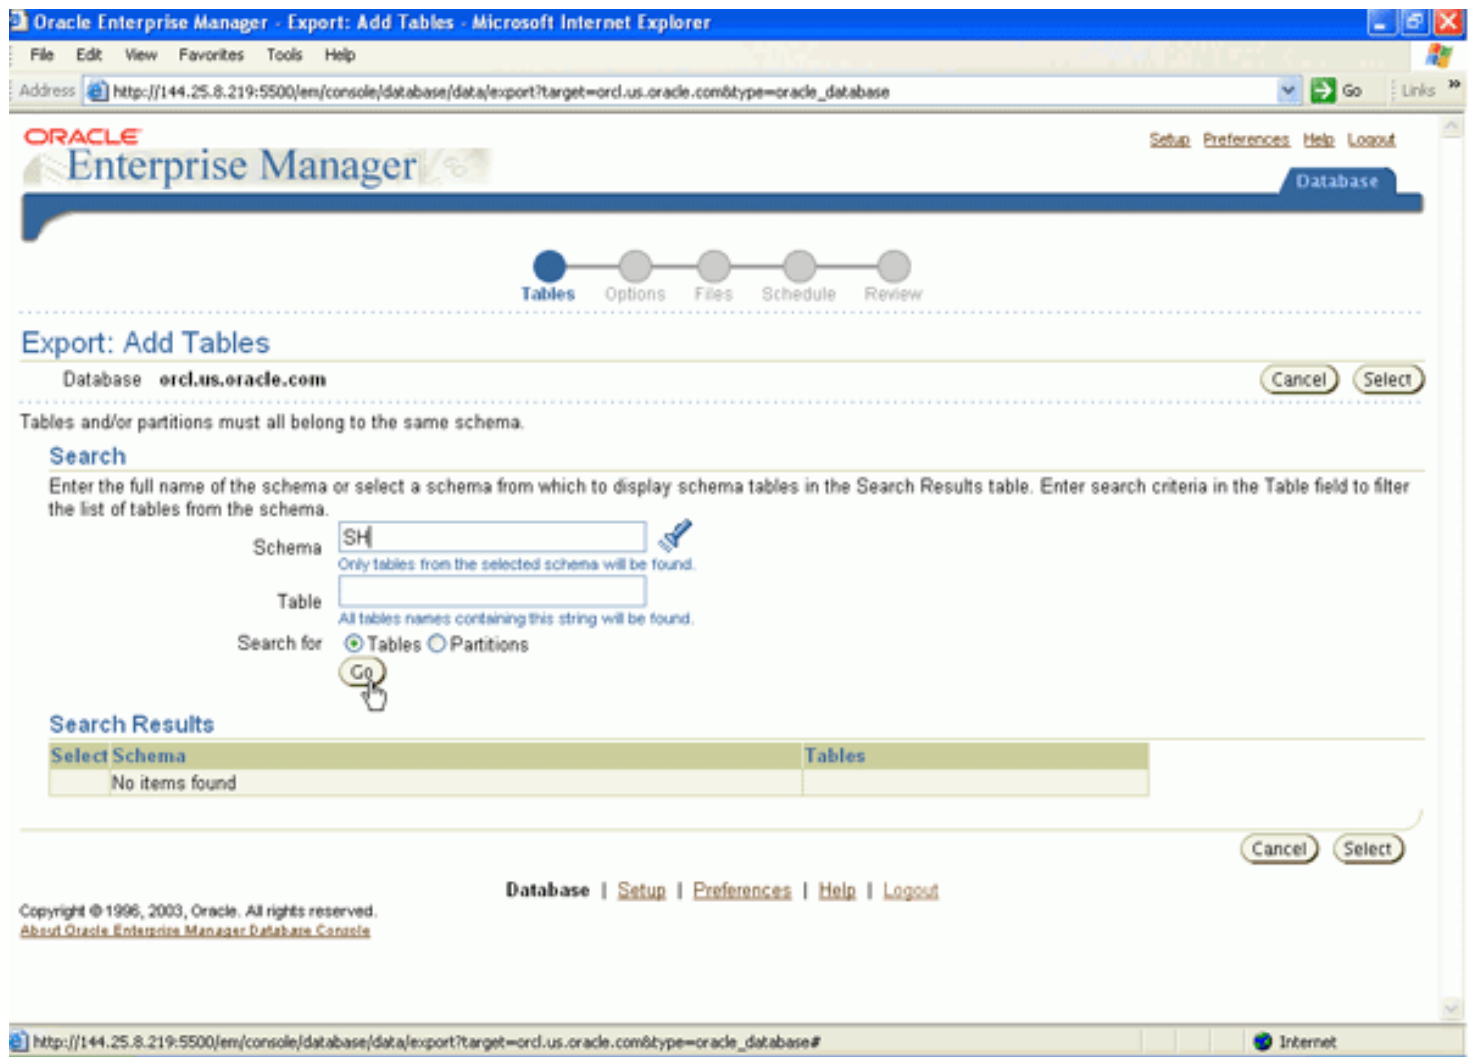 Oracle Enterprise Manager - Export: Add Tables - Microsoft Internet Explorer
File Edit View Favorites Tools Help
Address http://144.25.8.219:5500/em/console/database/data/export?target=orcl.us.oracle.com&type=oracle_database Go Links »
ORACLE
Enterprise Manager
Setup Preferences Help Logout
Database
Tables Options Files Schedule Review
Export: Add Tables
Database orcl.us.oracle.com Cancel Select
Tables and/or partitions must all belong to the same schema.
Search
Enter the full name of the schema or select a schema from which to display schema tables in the Search Results table. Enter search criteria in the Table field to filter
the list of tables from the schema.
Schema SH
Only tables from the selected schema will be found.
Table
All tables names containing this string will be found.
Search for Tables Partitions
Go
Search Results
Select Schema Tables
No items found
Cancel Select
Database | Setup | Preferences | Help | Logout
Copyright © 1996, 2003, Oracle. All rights reserved.
About Oracle Enterprise Manager Database Console
http://144.25.8.219:5500/em/console/database/data/export?target=orcl.us.oracle.com&type=oracle_database# Internet